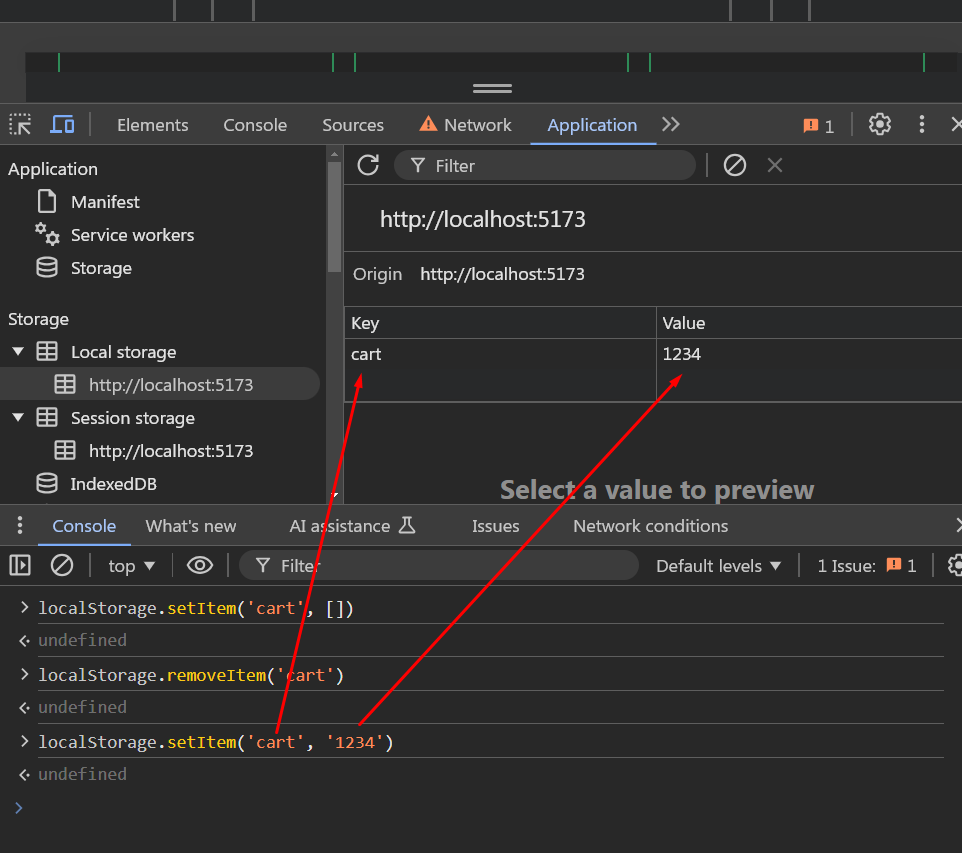 Elements Console Sources Network Application 1
Application
Manifest
Service workers
Storage
Storage
Local storage
http://localhost:5173
Session storage
http://localhost:5173
IndexedDB
Filter
http://localhost:5173
Origin http://localhost:5173
Key Value
cart 1234
Select a value to preview
Console What's new AI assistance Issues Network conditions
top Filter Default levels 1 Issue: 1
localStorage.setItem('cart', [])
undefined
localStorage.removeItem('cart')
undefined
localStorage.setItem('cart', '1234')
undefined